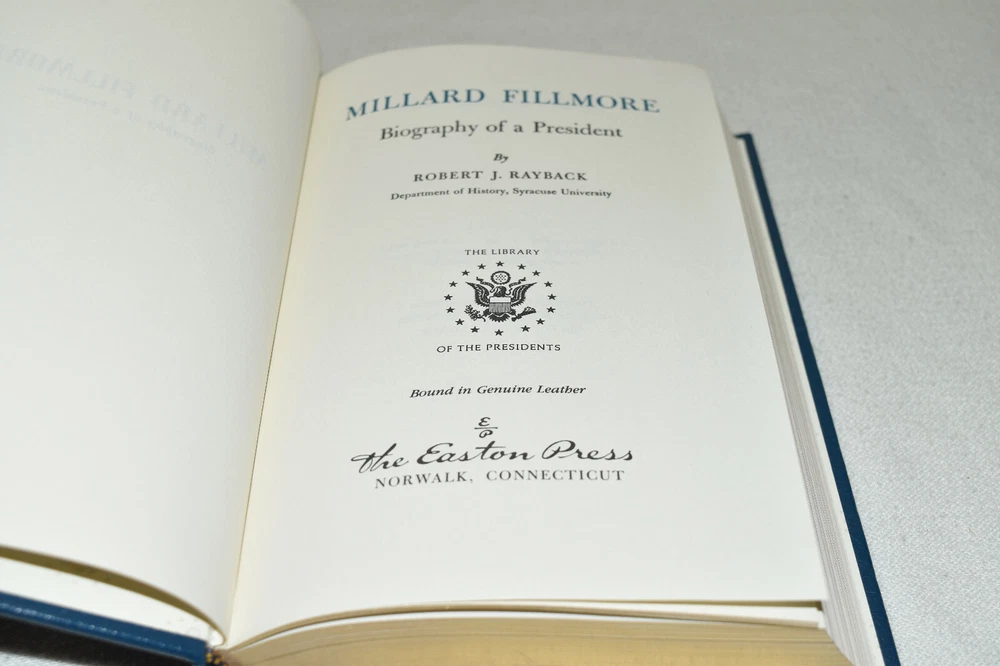 MILLARD FILLMORE
Biography of a President
By
ROBERT J. RAYBACK
Department of History, Syracuse University
THE LIBRARY
OF THE PRESIDENTS
Bound in Genuine Leather
E
P
the Easton Press
NORWALK, CONNECTICUT